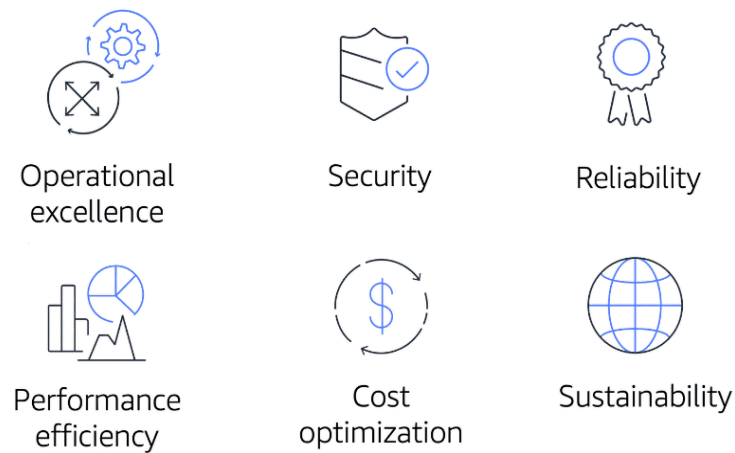 Operational
excellence
Security
Reliability
Performance
efficiency
Cost
optimization
Sustainability